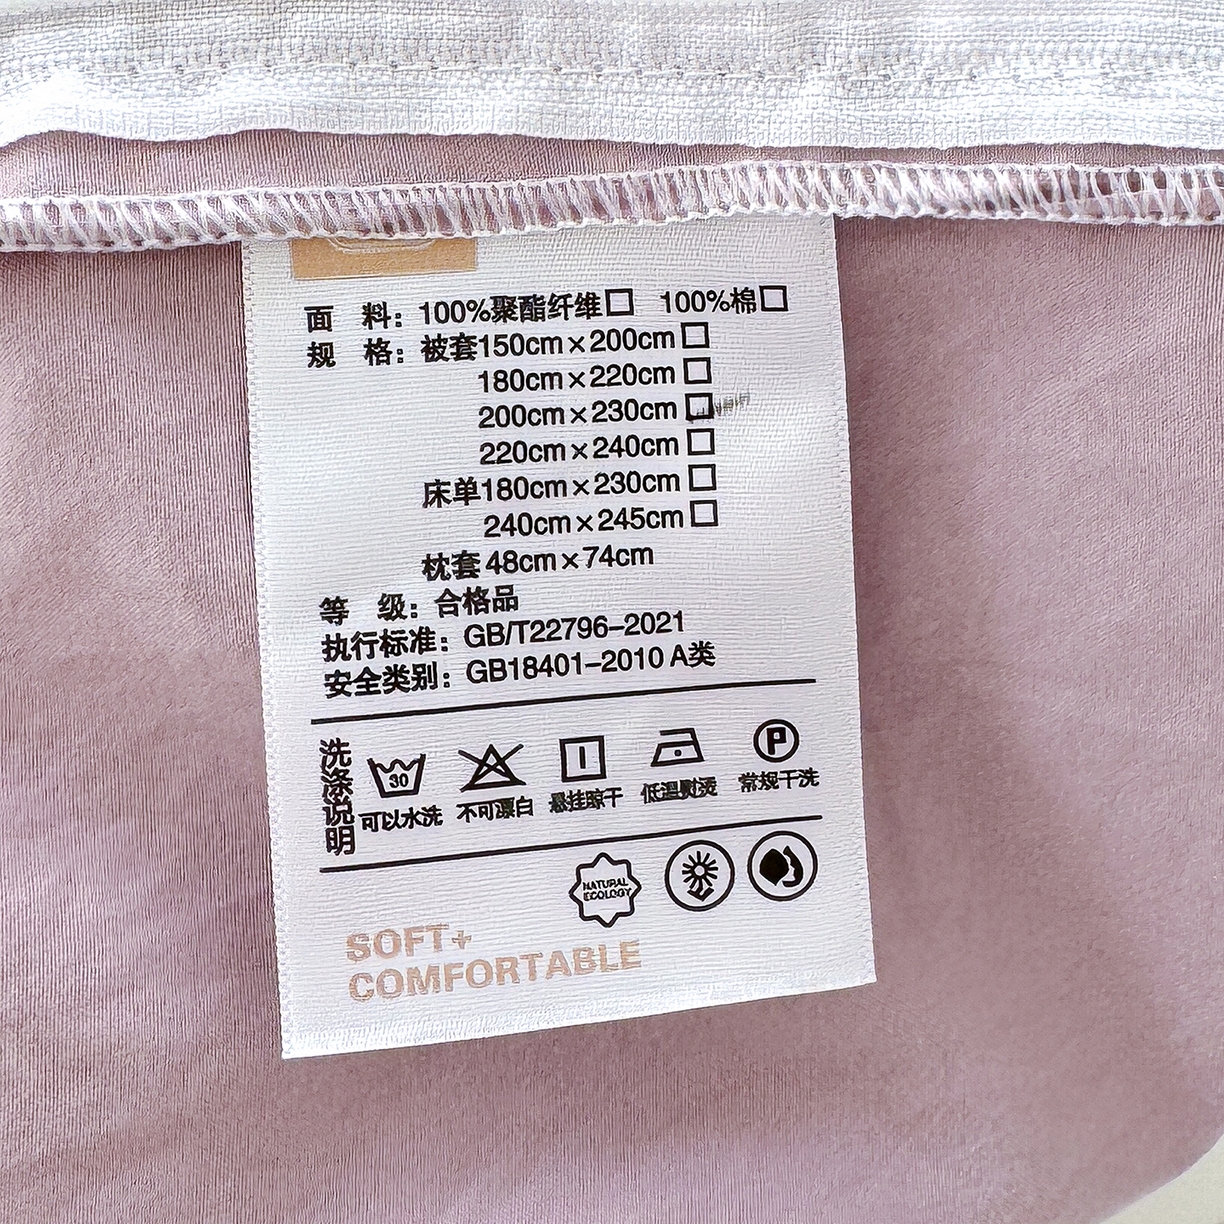 面 料：100%聚酯纤维□ 100%棉□
规 格：被套150cm×200cm□
180cm×220cm□
200cm×230cm□
220cm×240cm□
床单180cm×230cm□
240cm×245cm□
枕套48cm×74cm
等 级：合格品
执行标准：GB/T22796-2021
安全类别：GB18401-2010 A类
洗涤说明
30
P
可以水洗 不可漂白 悬挂晾干 低温熨烫 常规干洗
NATURAL
ECOLOGY
SOFT+
COMFORTABLE